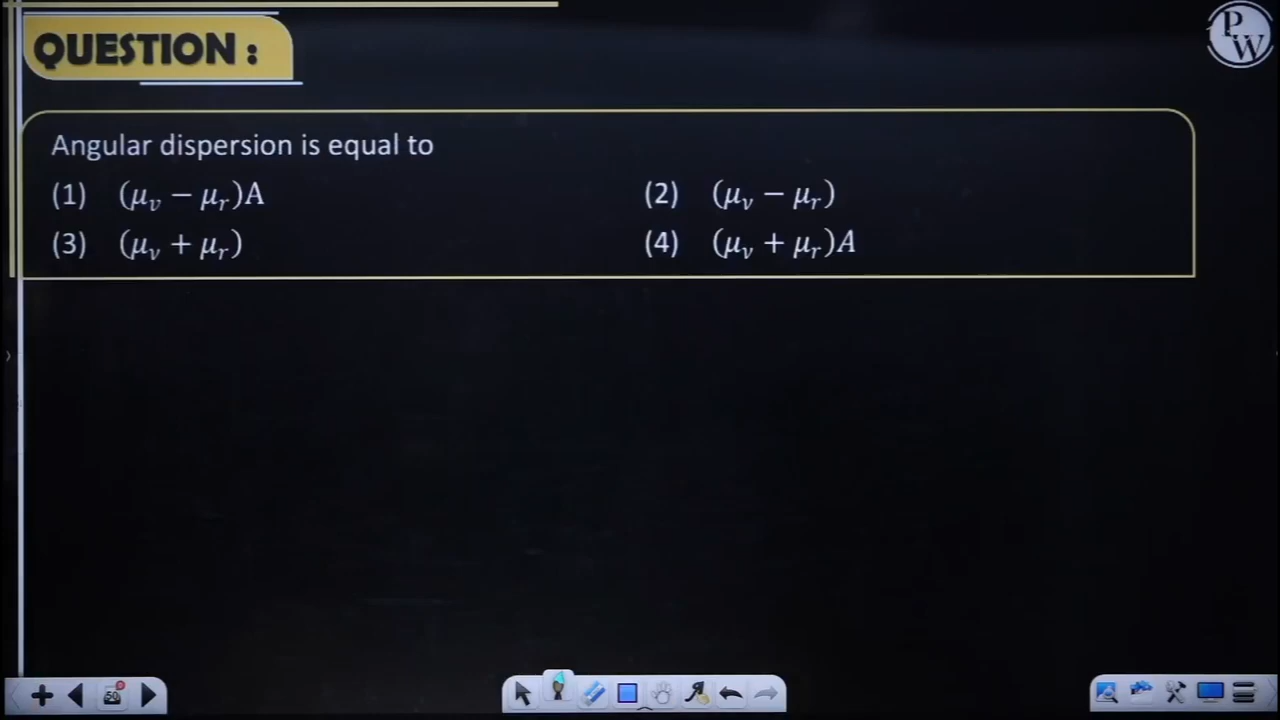 QUESTION :
PW
Angular dispersion is equal to
(1) (μᵥ − μᵣ)A (2) (μᵥ − μᵣ)
(3) (μᵥ + μᵣ) (4) (μᵥ + μᵣ)A
50